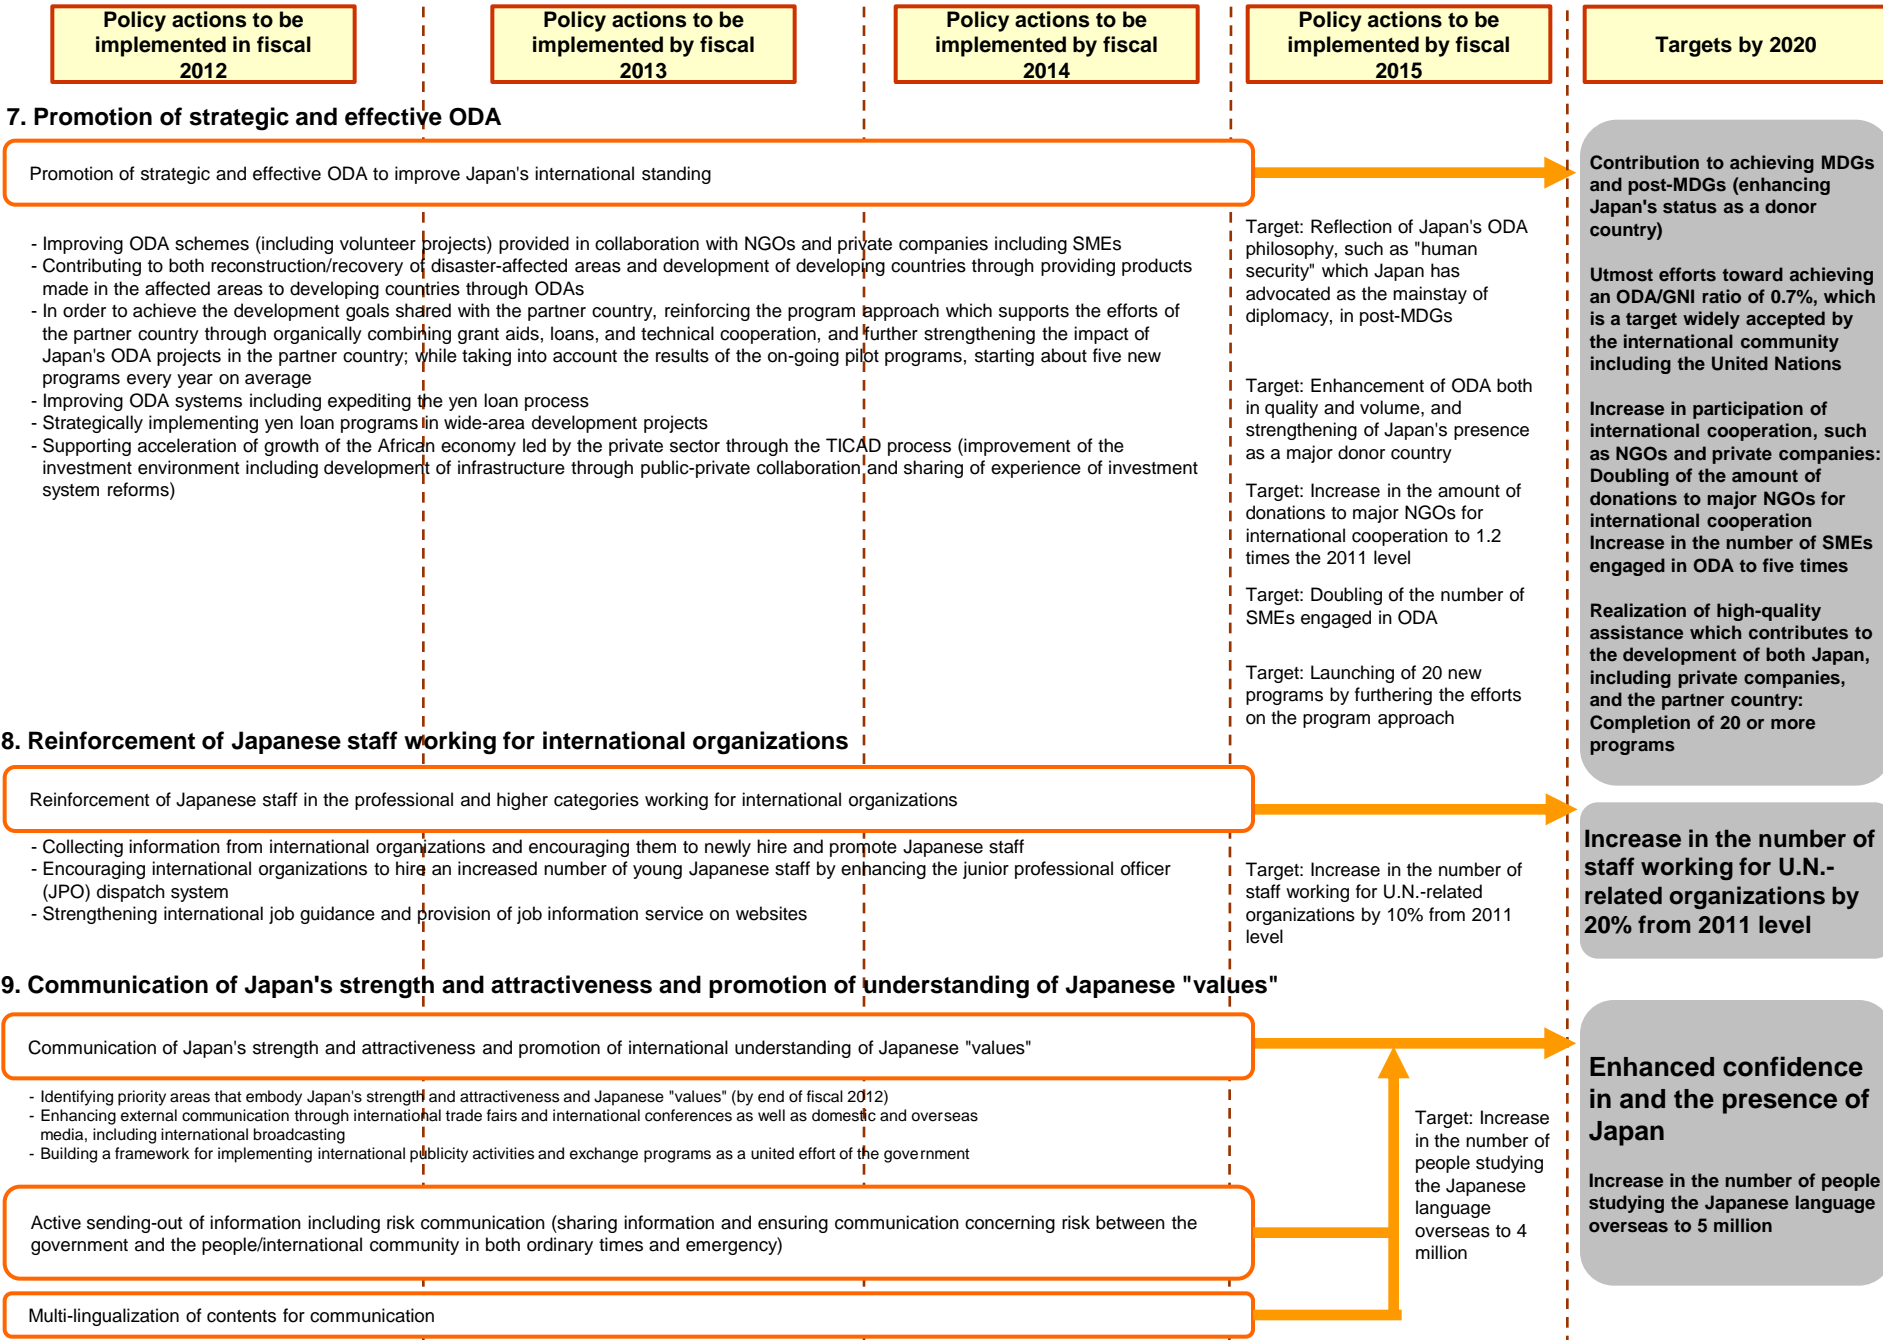 Policy actions to be
implemented in fiscal
2012
Policy actions to be
implemented by fiscal
2013
Policy actions to be
implemented by fiscal
2014
Policy actions to be
implemented by fiscal
2015
Targets by 2020
7. Promotion of strategic and effective ODA
Promotion of strategic and effective ODA to improve Japan's international standing
- Improving ODA schemes (including volunteer projects) provided in collaboration with NGOs and private companies including SMEs
- Contributing to both reconstruction/recovery of disaster-affected areas and development of developing countries through providing products
made in the affected areas to developing countries through ODAs
- In order to achieve the development goals shared with the partner country, reinforcing the program approach which supports the efforts of
the partner country through organically combining grant aids, loans, and technical cooperation, and further strengthening the impact of
Japan's ODA projects in the partner country; while taking into account the results of the on-going pilot programs, starting about five new
programs every year on average
- Improving ODA systems including expediting the yen loan process
- Strategically implementing yen loan programs in wide-area development projects
- Supporting acceleration of growth of the African economy led by the private sector through the TICAD process (improvement of the
investment environment including development of infrastructure through public-private collaboration and sharing of experience of investment
system reforms)
Target: Reflection of Japan's ODA
philosophy, such as "human
security" which Japan has
advocated as the mainstay of
diplomacy, in post-MDGs
Target: Enhancement of ODA both
in quality and volume, and
strengthening of Japan's presence
as a major donor country
Target: Increase in the amount of
donations to major NGOs for
international cooperation to 1.2
times the 2011 level
Target: Doubling of the number of
SMEs engaged in ODA
Target: Launching of 20 new
programs by furthering the efforts
on the program approach
Contribution to achieving MDGs
and post-MDGs (enhancing
Japan's status as a donor
country)
Utmost efforts toward achieving
an ODA/GNI ratio of 0.7%, which
is a target widely accepted by
the international community
including the United Nations
Increase in participation of
international cooperation, such
as NGOs and private companies:
Doubling of the amount of
donations to major NGOs for
international cooperation
Increase in the number of SMEs
engaged in ODA to five times
Realization of high-quality
assistance which contributes to
the development of both Japan,
including private companies,
and the partner country:
Completion of 20 or more
programs
8. Reinforcement of Japanese staff working for international organizations
Reinforcement of Japanese staff in the professional and higher categories working for international organizations
- Collecting information from international organizations and encouraging them to newly hire and promote Japanese staff
- Encouraging international organizations to hire an increased number of young Japanese staff by enhancing the junior professional officer
(JPO) dispatch system
- Strengthening international job guidance and provision of job information service on websites
Target: Increase in the number of
staff working for U.N.-related
organizations by 10% from 2011
level
Increase in the number of
staff working for U.N.-
related organizations by
20% from 2011 level
9. Communication of Japan's strength and attractiveness and promotion of understanding of Japanese "values"
Communication of Japan's strength and attractiveness and promotion of international understanding of Japanese "values"
- Identifying priority areas that embody Japan's strength and attractiveness and Japanese "values" (by end of fiscal 2012)
- Enhancing external communication through international trade fairs and international conferences as well as domestic and overseas
media, including international broadcasting
- Building a framework for implementing international publicity activities and exchange programs as a united effort of the government
Active sending-out of information including risk communication (sharing information and ensuring communication concerning risk between the
government and the people/international community in both ordinary times and emergency)
Multi-lingualization of contents for communication
Target: Increase
in the number of
people studying
the Japanese
language
overseas to 4
million
Enhanced confidence
in and the presence of
Japan
Increase in the number of people
studying the Japanese language
overseas to 5 million